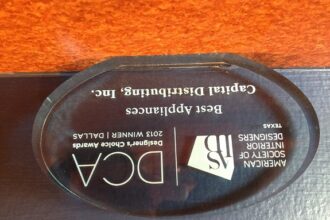 AMERICAN
SOCIETY OF
INTERIOR
DESIGNERS
TEXAS
DCA
Designer's Choice Awards
2013 WINNER | DALLAS
Best Appliances
Capital Distributing, Inc.